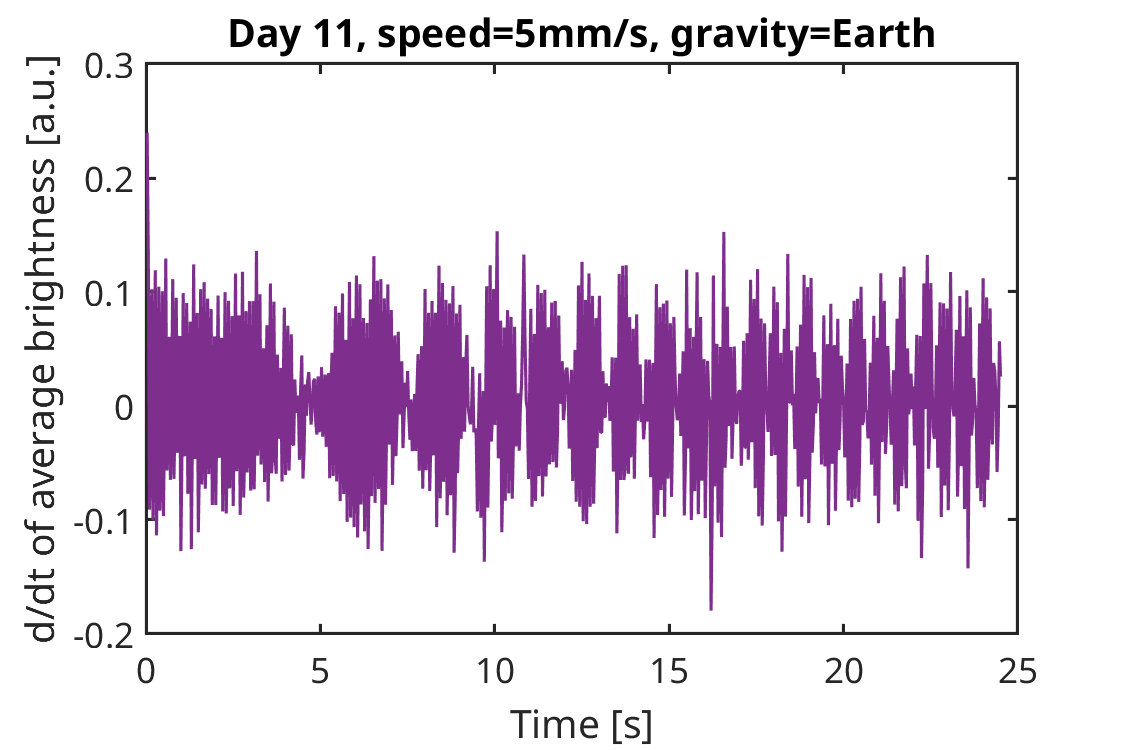 Day 11, speed=5mm/s, gravity=Earth
d/dt of average brightness [a.u.]
0.3
0.2
0.1
0
-0.1
-0.2
0 5 10 15 20 25
Time [s]